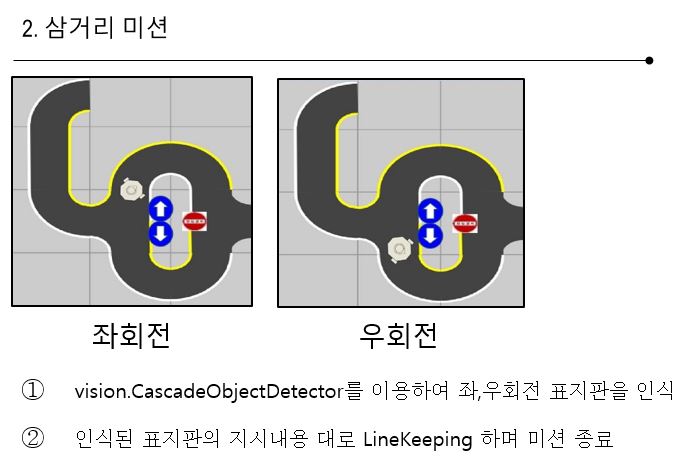 2. 삼거리 미션
좌회전
우회전
① vision.CascadeObjectDetector를 이용하여 좌,우회전 표지판을 인식
② 인식된 표지판의 지시내용 대로 LineKeeping 하며 미션 종료